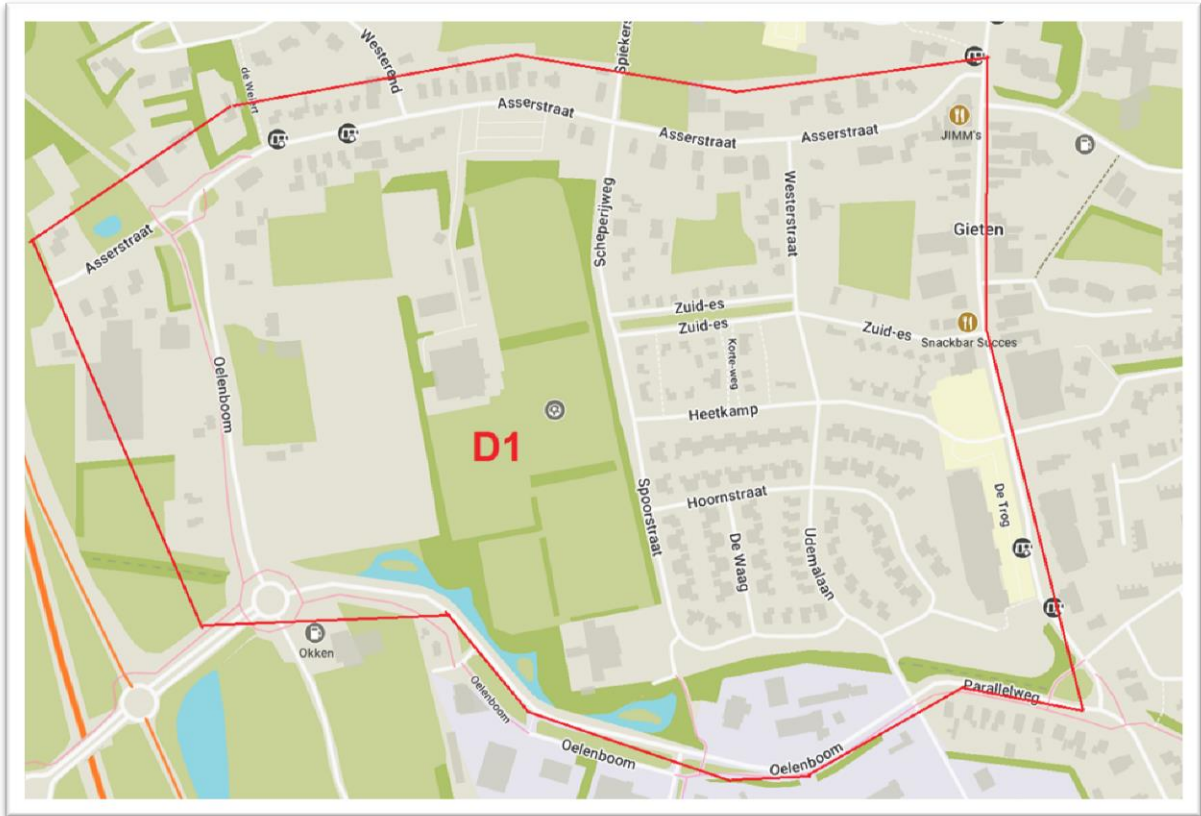 Westerend
Spiekers
de Weiert
Asserstraat
Asserstraat
Asserstraat
JIMM's
Asserstraat
Scheperijweg
Westerstraat
Gieten
Zuid-es
Zuid-es
Zuid-es
Snackbar Succes
Korte-weg
Oelenboom
Heetkamp
D1
Spoorstraat
Hoornstraat
De Trog
De Waag
Udemalaan
Okken
Oelenboom
Parallelweg
Oelenboom
Oelenboom